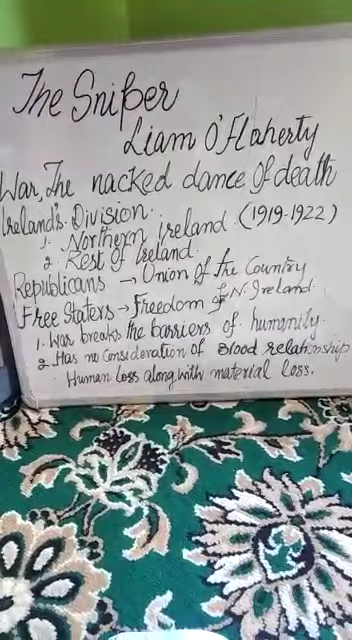 The Sniper
Liam O'Flaherty
War, The nacked dance Of death
Ireland's Division.
1. Northern ireland. (1919-1922)
2. Rest Of Ireland.
Republicans → Union Of the Country
Free Staters → Freedom of N. Ireland.
1. Was breaks the barriers of humanity.
2. Has no Consideration of Blood relationship
Human Loss along with material loss.